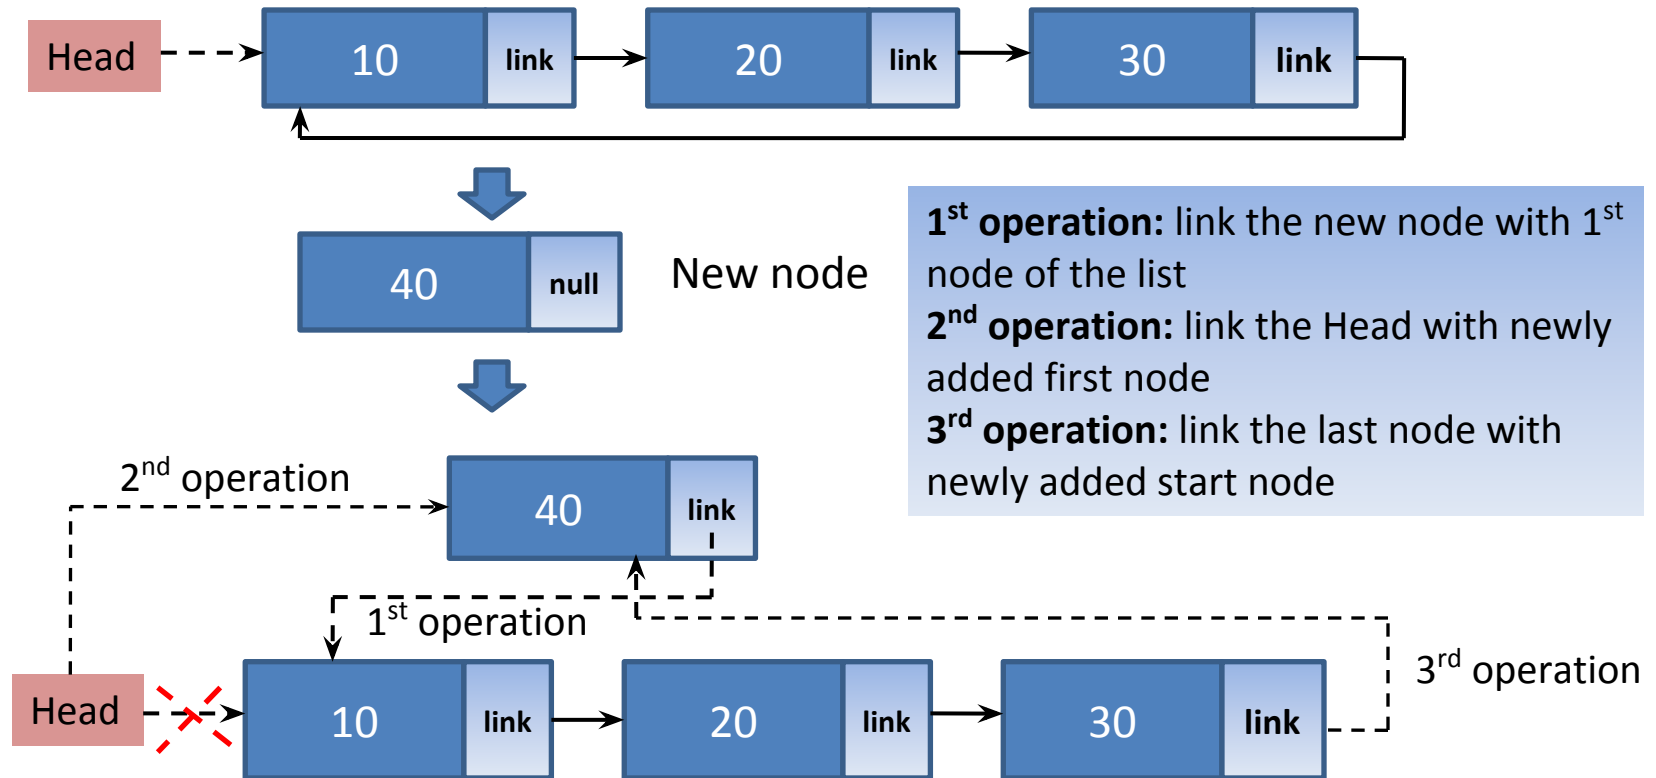 Head
10 link
20 link
30 link
40 null
New node
1st operation: link the new node with 1st
node of the list
2nd operation: link the Head with newly
added first node
3rd operation: link the last node with
newly added start node
2nd operation
40 link
1st operation
3rd operation
Head
10 link
20 link
30 link